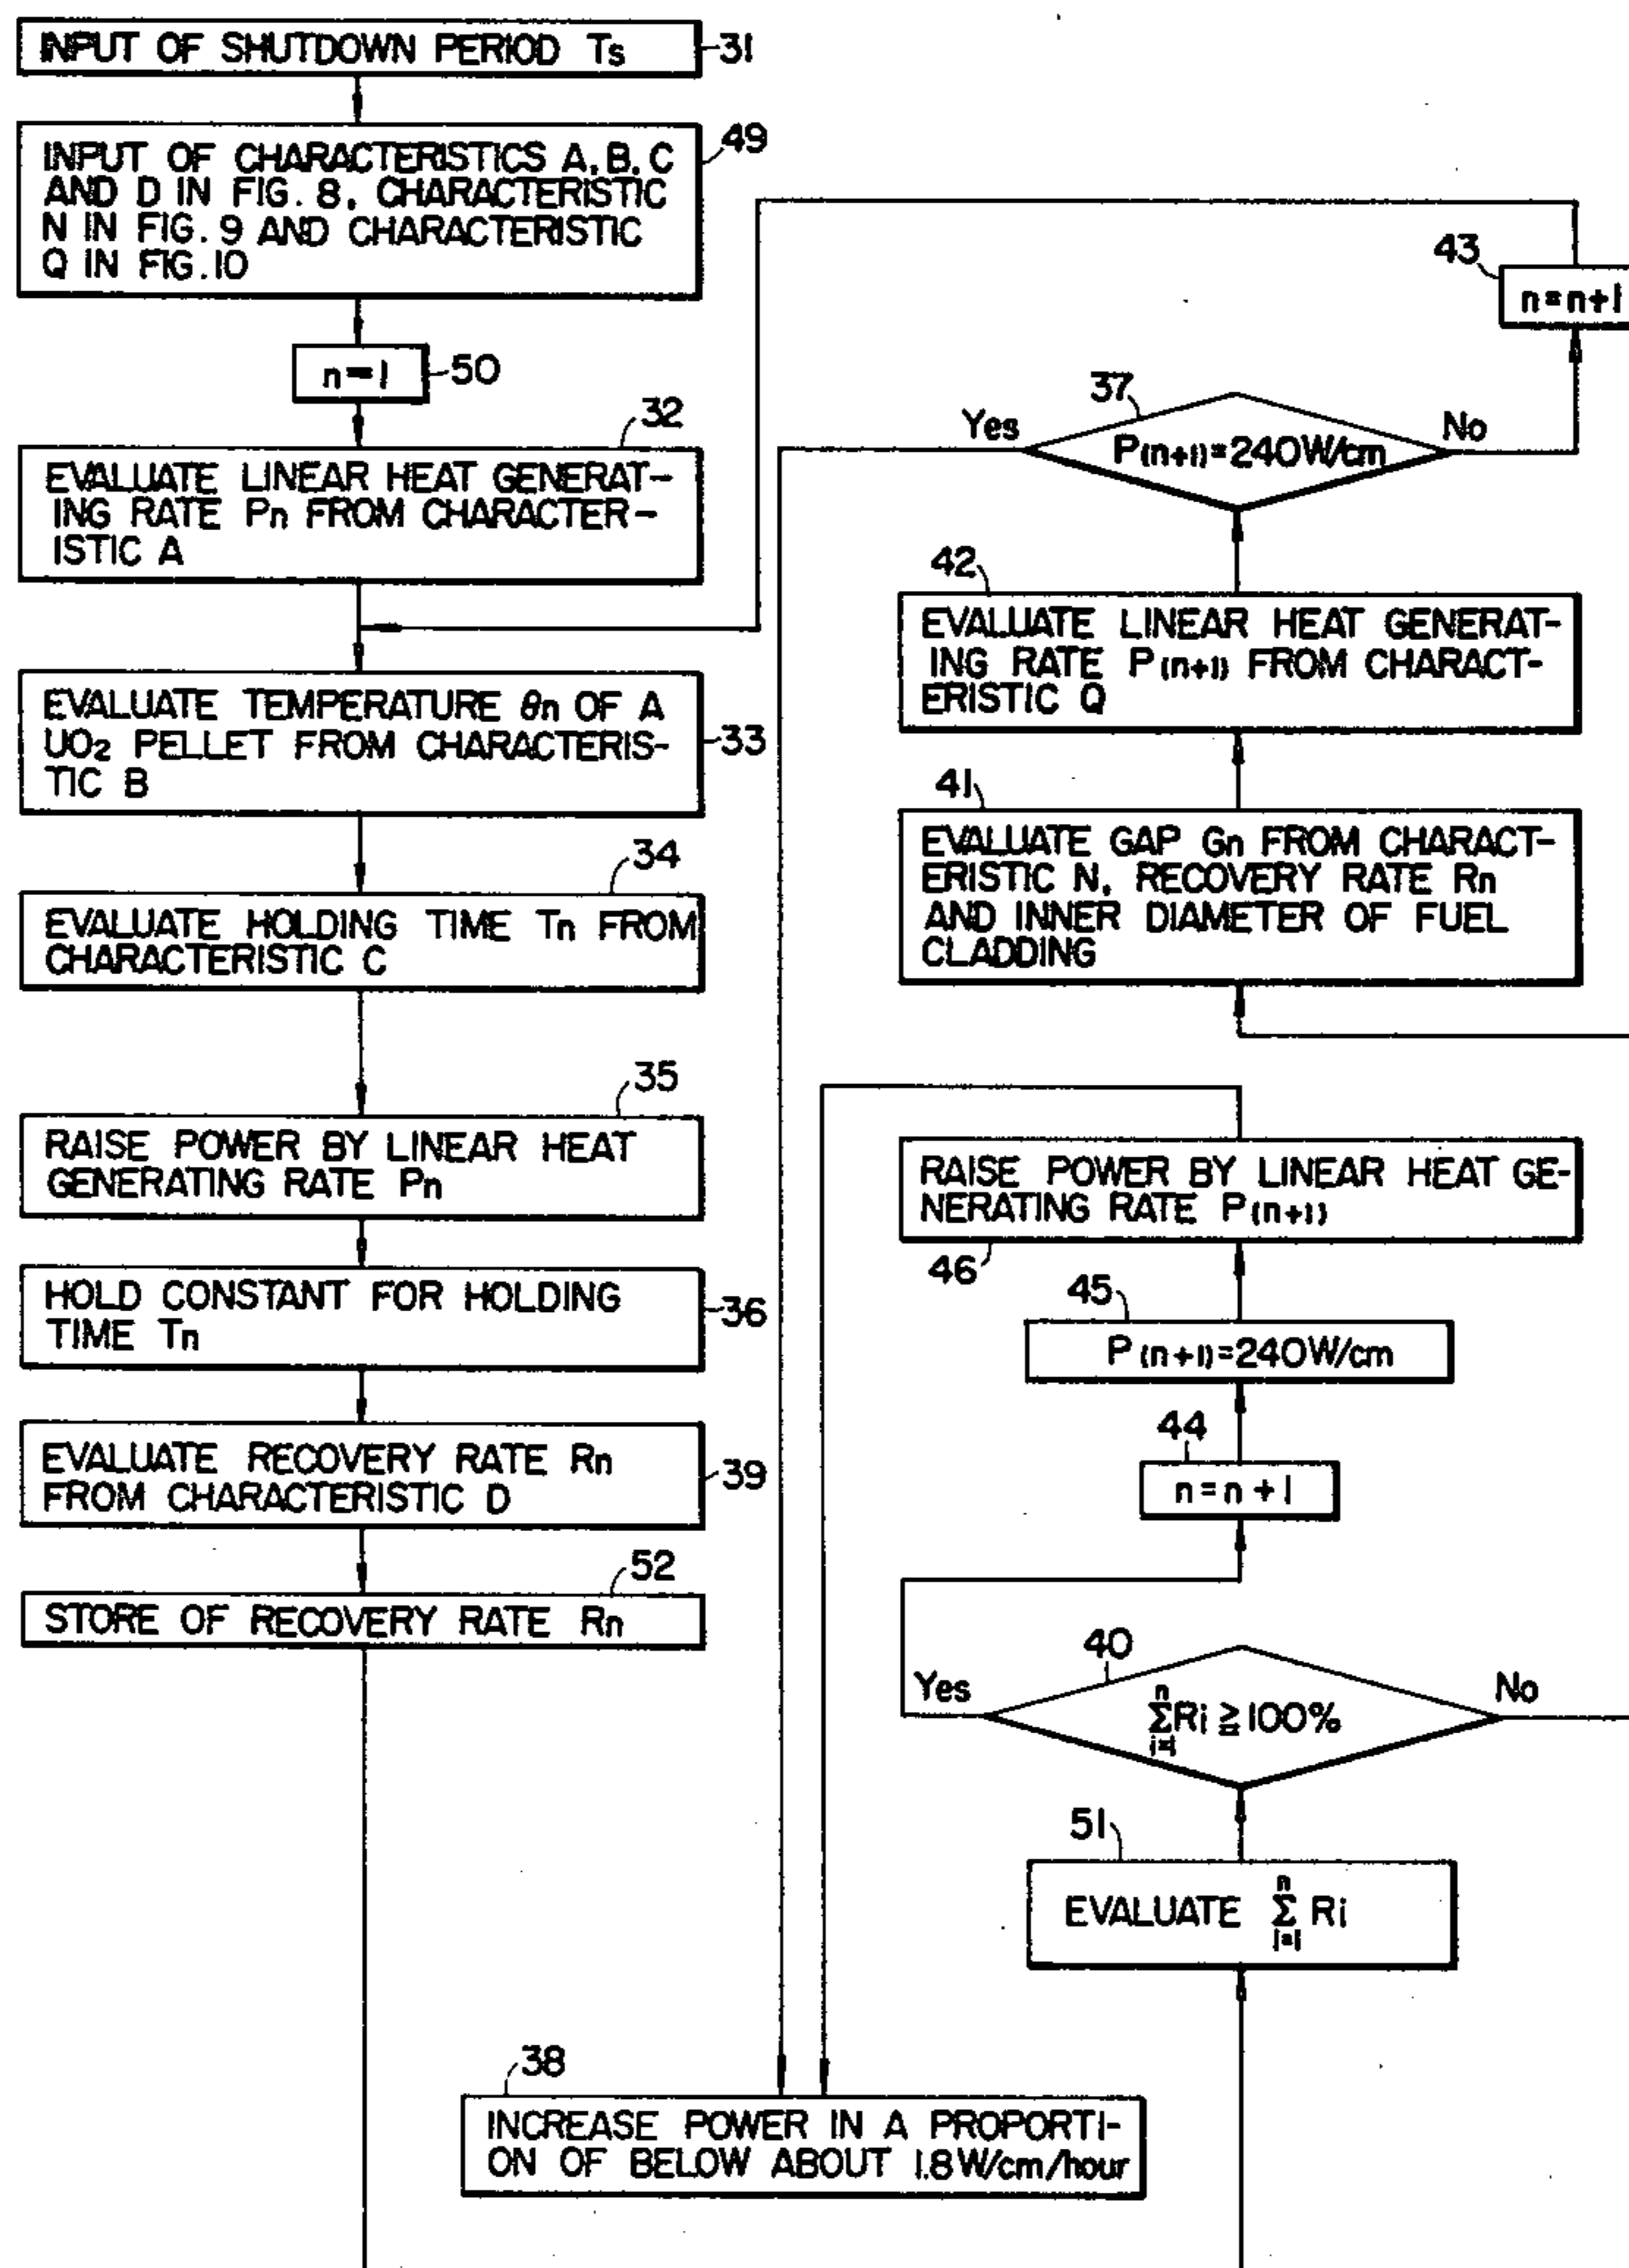 INPUT OF SHUTDOWN PERIOD Ts
31
INPUT OF CHARACTERISTICS A, B, C
AND D IN FIG. 8, CHARACTERISTIC
N IN FIG. 9 AND CHARACTERISTIC
Q IN FIG. 10
49
n=1
50
32
EVALUATE LINEAR HEAT GENERAT-
ING RATE Pn FROM CHARACTER-
ISTIC A
EVALUATE TEMPERATURE θn OF A
UO2 PELLET FROM CHARACTERIS-
TIC B
33
34
EVALUATE HOLDING TIME Tn FROM
CHARACTERISTIC C
35
RAISE POWER BY LINEAR HEAT
GENERATING RATE Pn
HOLD CONSTANT FOR HOLDING
TIME Tn
36
EVALUATE RECOVERY RATE Rn
FROM CHARACTERISTIC D
39
52
STORE OF RECOVERY RATE Rn
43
n=n+1
37
Yes
P(n+1)=240W/cm
No
42
EVALUATE LINEAR HEAT GENERAT-
ING RATE P(n+1) FROM CHARACT-
ERISTIC Q
41
EVALUATE GAP Gn FROM CHARACT-
ERISTIC N, RECOVERY RATE Rn
AND INNER DIAMETER OF FUEL
CLADDING
RAISE POWER BY LINEAR HEAT GE-
NERATING RATE P(n+1)
46
45
P(n+1)=240W/cm
44
n=n+1
40
Yes
n
ΣRi≧100%
i=1
No
51
n
EVALUATE Σ Ri
i=1
38
INCREASE POWER IN A PROPORTI-
ON OF BELOW ABOUT 1.8W/cm/hour